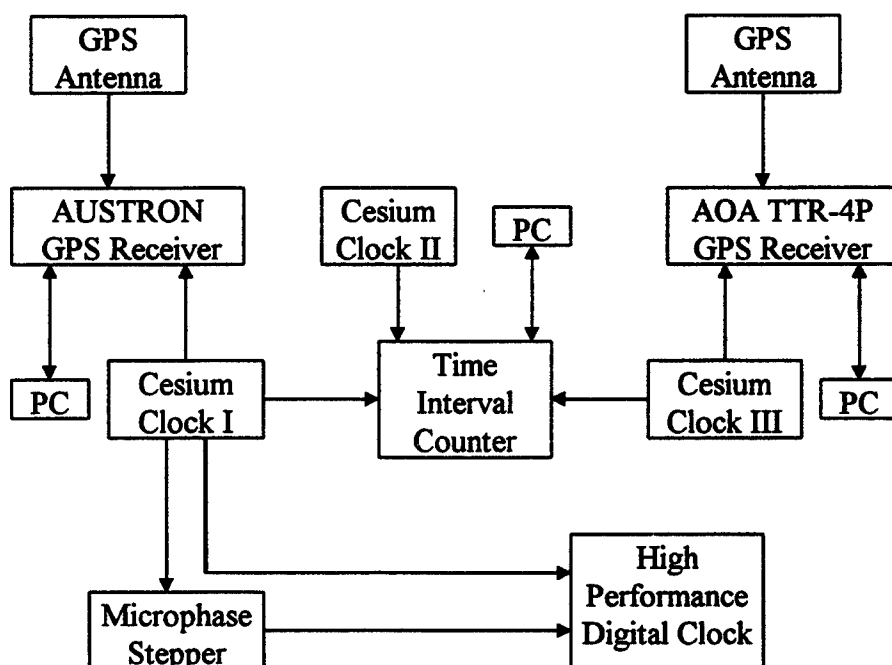 GPS
Antenna
GPS
Antenna
AUSTRON
GPS Receiver
Cesium
Clock II
PC
AOA TTR-4P
GPS Receiver
PC
Cesium
Clock I
Time
Interval
Counter
Cesium
Clock III
PC
Microphase
Stepper
High
Performance
Digital Clock